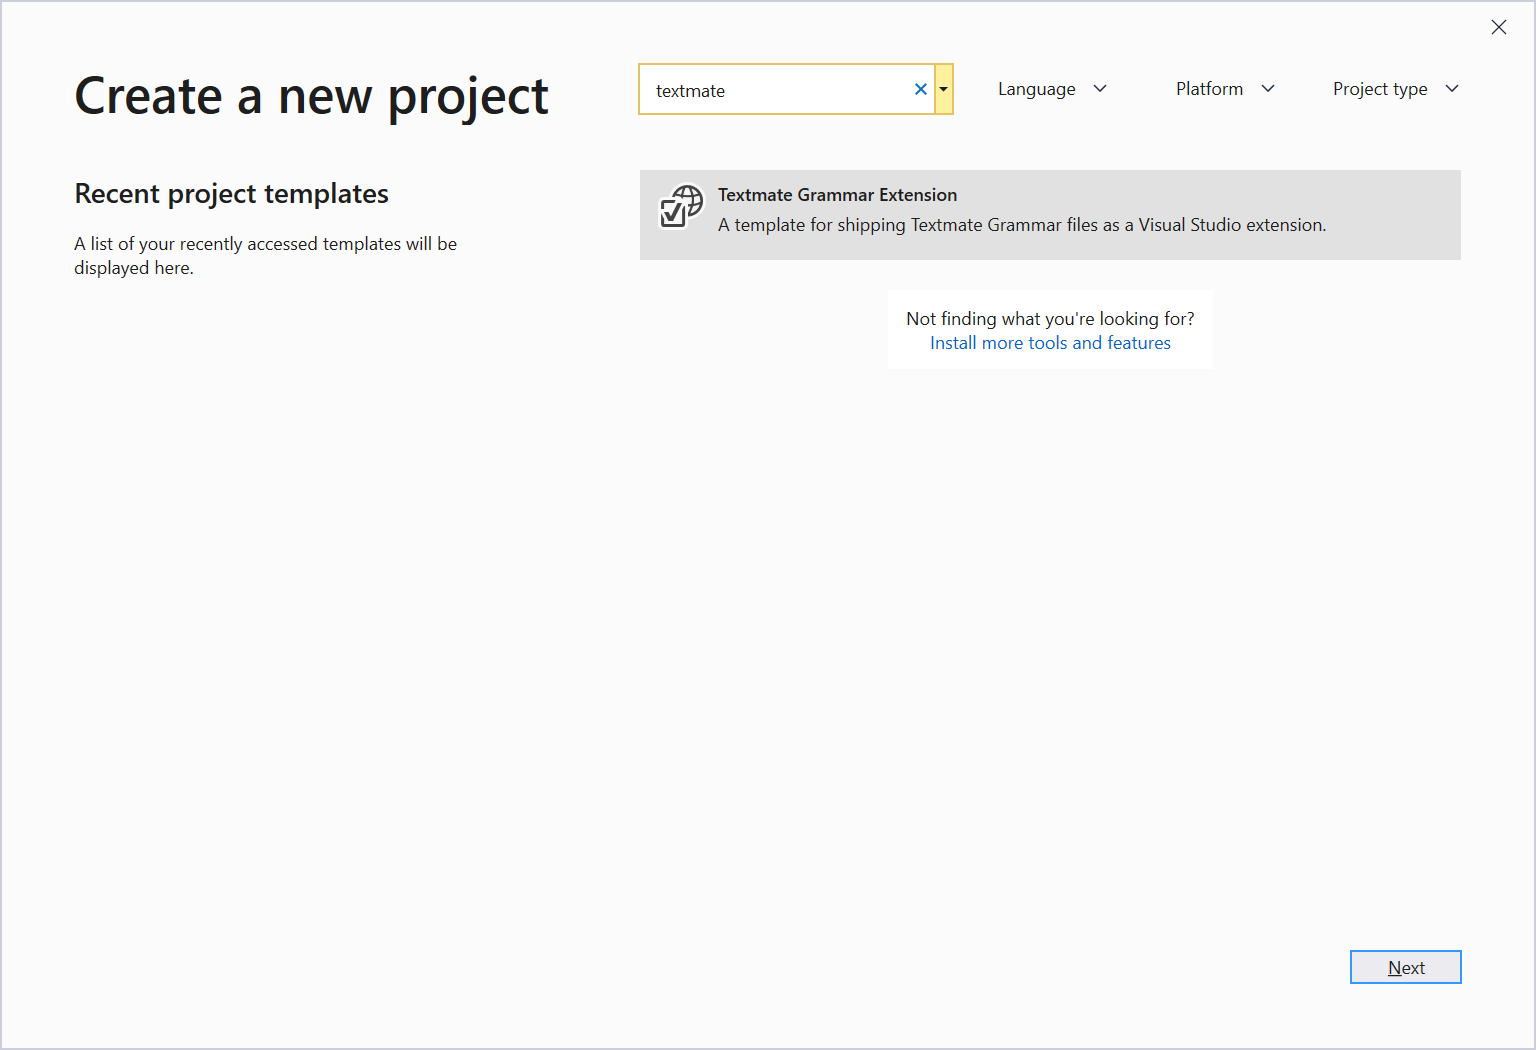 Create a new project
textmate
Language
Platform
Project type
Recent project templates
A list of your recently accessed templates will be
displayed here.
Textmate Grammar Extension
A template for shipping Textmate Grammar files as a Visual Studio extension.
Not finding what you're looking for?
Install more tools and features
Next